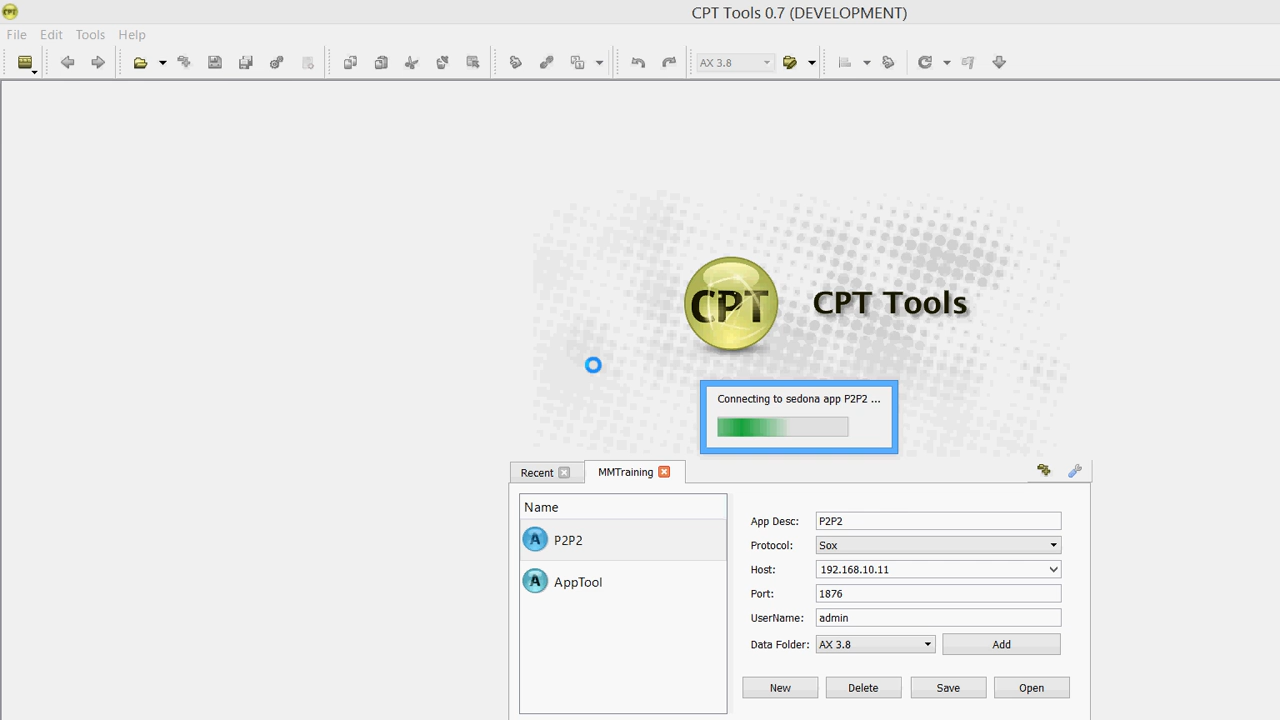 CPT
CPT Tools 0.7 (DEVELOPMENT)
File Edit Tools Help
AX 3.8
CPT
CPT Tools
Connecting to sedona app P2P2 ...
Recent MMTraining
Name
A P2P2
A AppTool
App Desc: P2P2
Protocol: Sox
Host: 192.168.10.11
Port: 1876
UserName: admin
Data Folder: AX 3.8 Add
New Delete Save Open